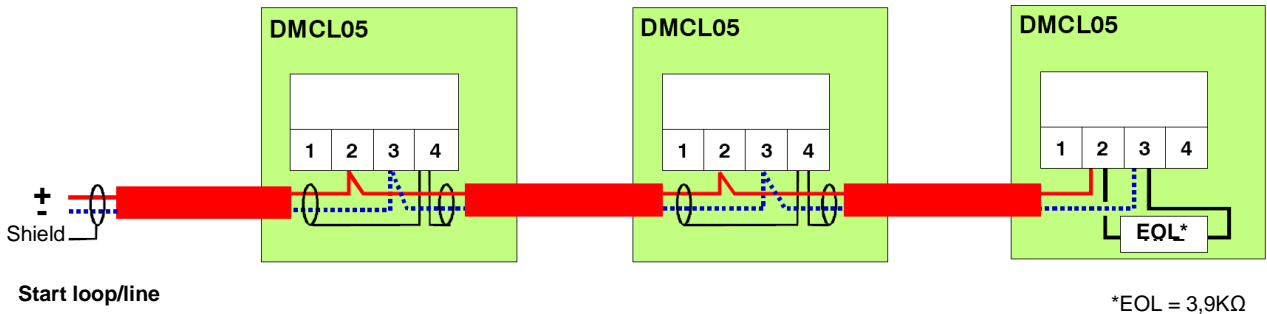 DMCL05 DMCL05 DMCL05
1 2 3 4 1 2 3 4 1 2 3 4
+
-
Shield
EOL*
Start loop/line
*EOL = 3,9KΩ